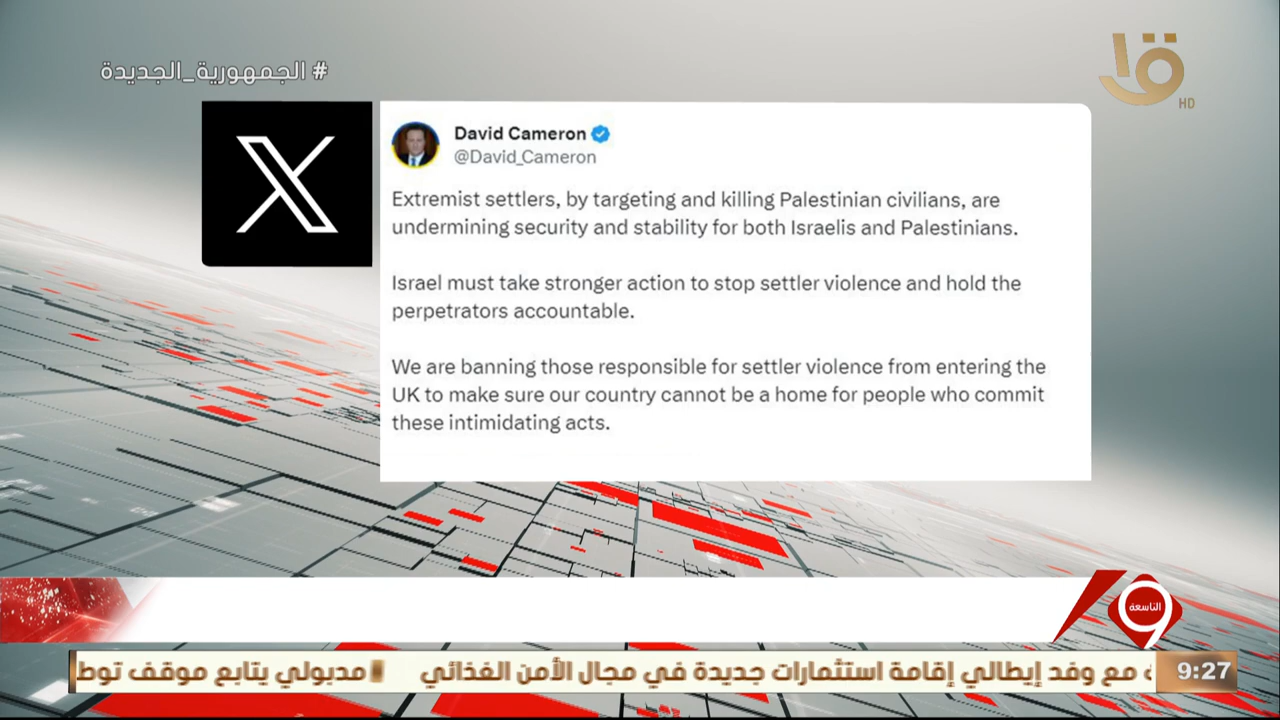 # الجمهورية_الجديدة
HD
David Cameron
@David_Cameron
Extremist settlers, by targeting and killing Palestinian civilians, are
undermining security and stability for both Israelis and Palestinians.
Israel must take stronger action to stop settler violence and hold the
perpetrators accountable.
We are banning those responsible for settler violence from entering the
UK to make sure our country cannot be a home for people who commit
these intimidating acts.
التاسعة
9
مع وفد إيطالي إقامة استثمارات جديدة في مجال الأمن الغذائي
مدبولي يتابع موقف
9:27